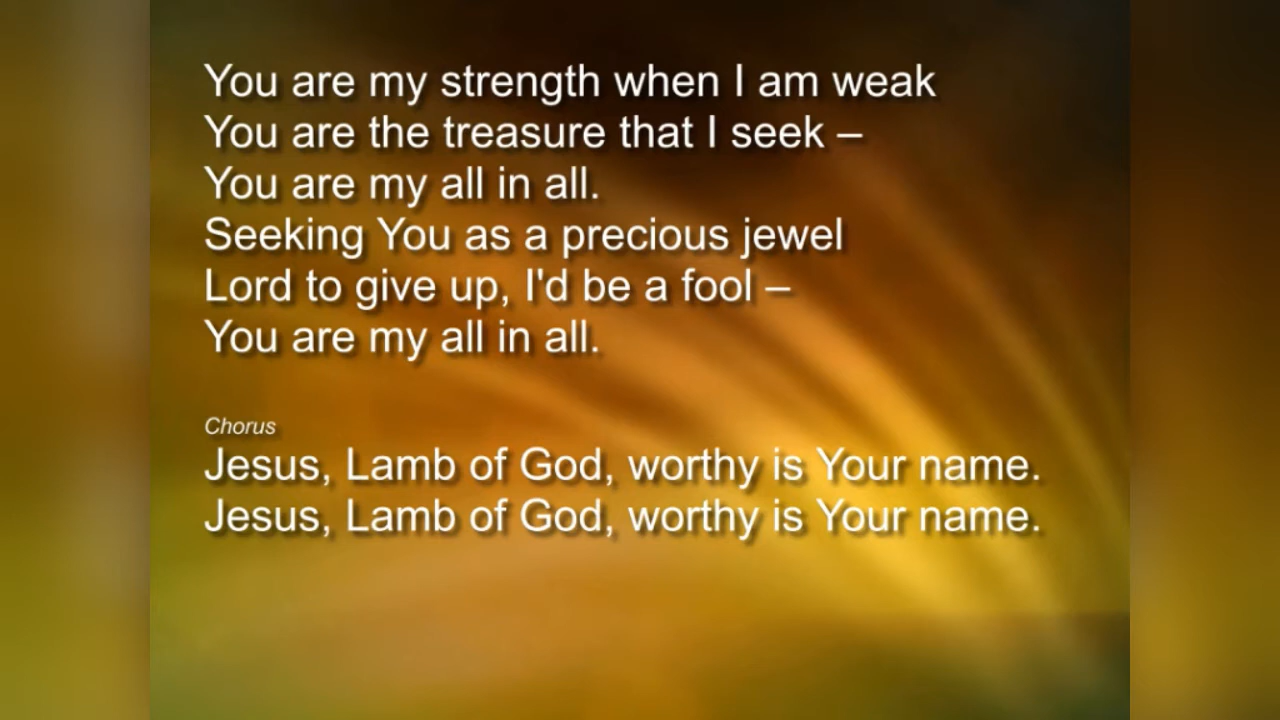 You are my strength when I am weak
You are the treasure that I seek –
You are my all in all.
Seeking You as a precious jewel
Lord to give up, I'd be a fool –
You are my all in all.
Chorus
Jesus, Lamb of God, worthy is Your name.
Jesus, Lamb of God, worthy is Your name.